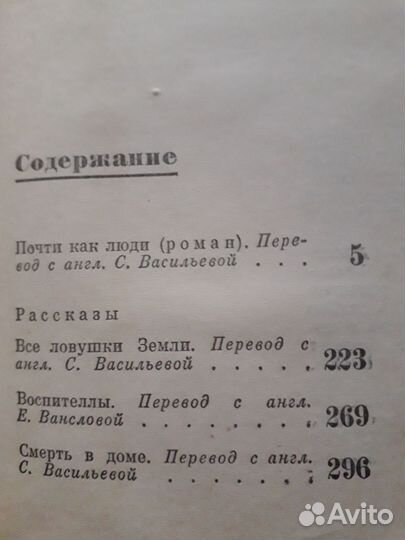 Содержание
Почти как люди (роман). Пере-
вод с англ. С. Васильевой . . . 5
Рассказы
Все ловушки Земли. Перевод с
англ. С. Васильевой . . . . . 223
Воспителлы. Перевод с англ.
Е. Вансловой . . . . . . . 269
Смерть в доме. Перевод с англ.
С. Васильевой . . . . . . 296
Avito